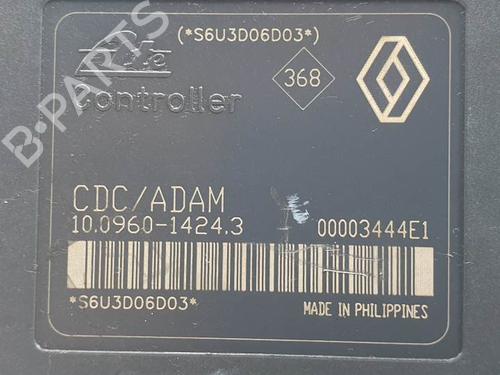 (*S6U3D06D03*)
Ate
controller
368
CDC/ADAM
10.0960-1424.3
00003444E1
*S6U3D06D03*
MADE IN PHILIPPINES
B-PARTS